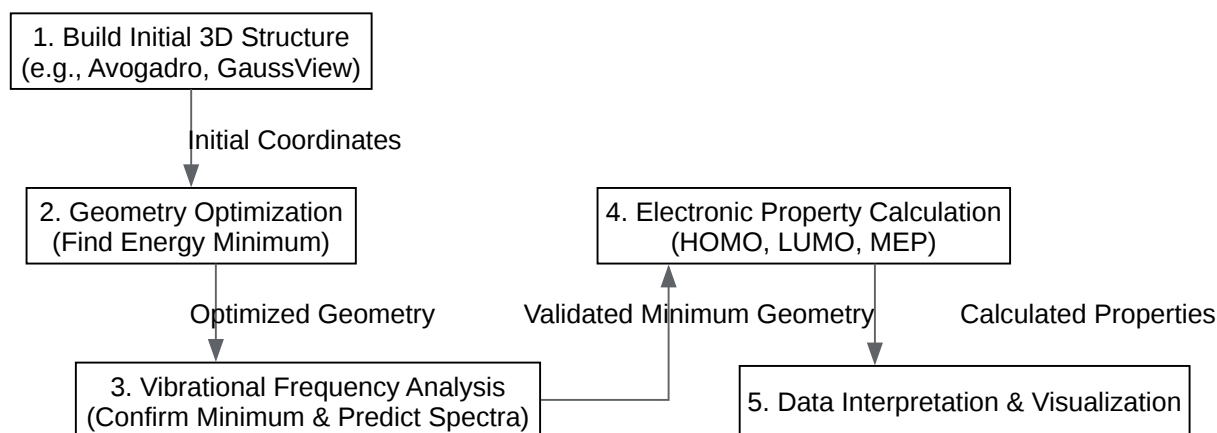 1. Build Initial 3D Structure
(e.g., Avogadro, GaussView)
Initial Coordinates
2. Geometry Optimization
(Find Energy Minimum)
Optimized Geometry
3. Vibrational Frequency Analysis
(Confirm Minimum & Predict Spectra)
Validated Minimum Geometry
4. Electronic Property Calculation
(HOMO, LUMO, MEP)
Calculated Properties
5. Data Interpretation & Visualization